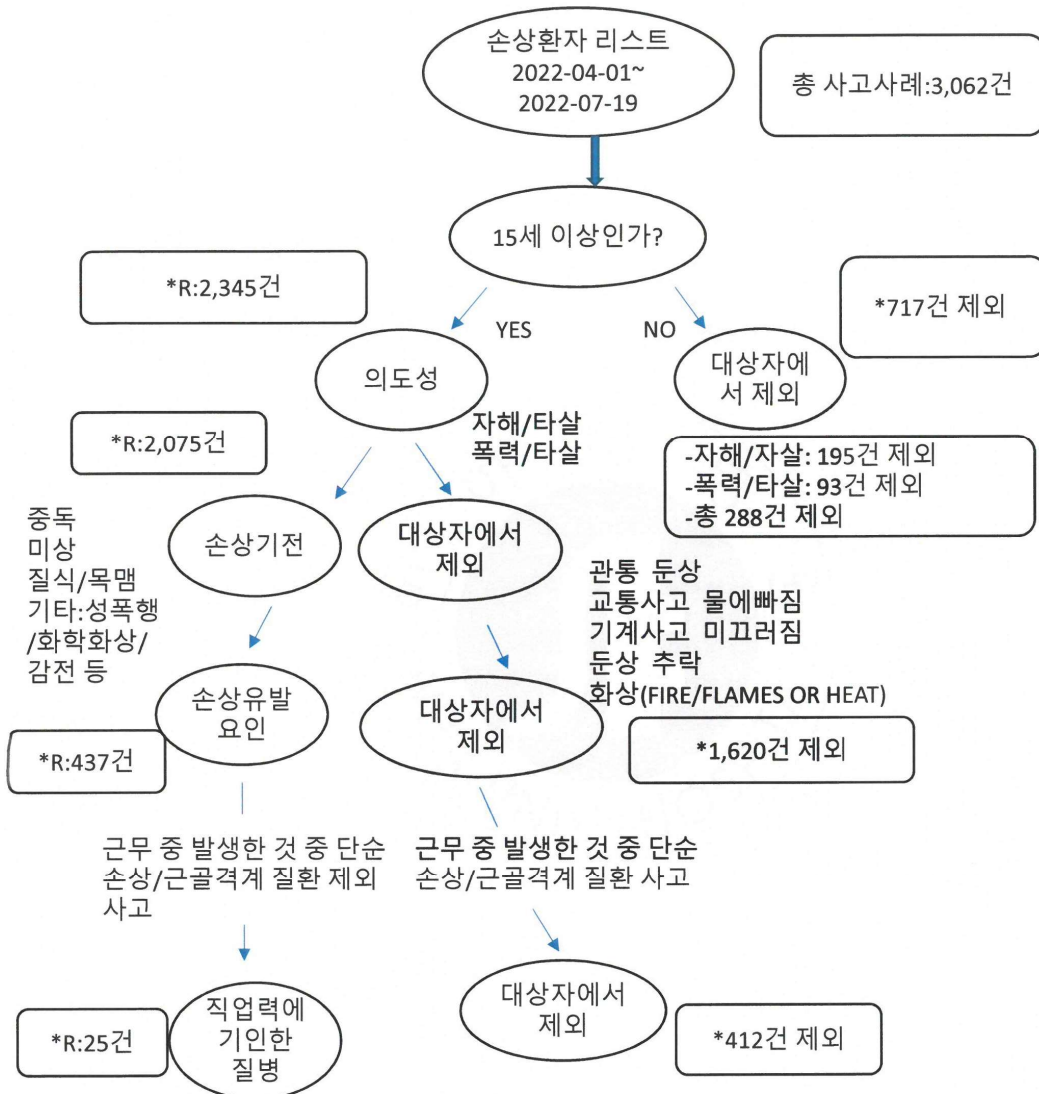 손상환자 리스트
2022-04-01~
2022-07-19
총 사고사례:3,062건
15세 이상인가?
*R:2,345건
*717건 제외
YES
NO
의도성
대상자에
서 제외
자해/타살
폭력/타살
*R:2,075건
-자해/자살: 195건 제외
-폭력/타살: 93건 제외
-총 288건 제외
중독
미상
질식/목맴
기타:성폭행
/화학화상/
감전 등
손상기전
대상자에서
제외
관통 둔상
교통사고 물에빠짐
기계사고 미끄러짐
둔상 추락
화상(FIRE/FLAMES OR HEAT)
손상유발
요인
대상자에서
제외
*R:437건
*1,620건 제외
근무 중 발생한 것 중 단순
손상/근골격계 질환 제외
사고
근무 중 발생한 것 중 단순
손상/근골격계 질환 사고
*R:25건
직업력에
기인한
질병
대상자에서
제외
*412건 제외